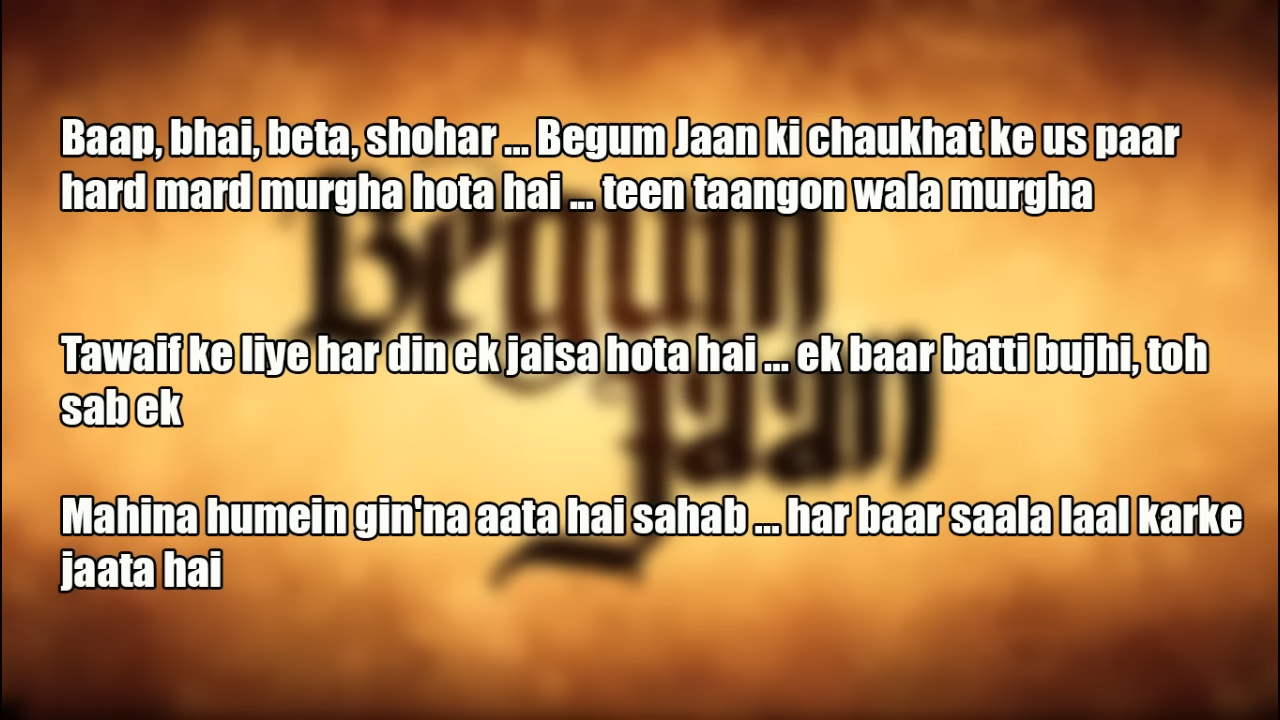 Baap, bhai, beta, shohar ... Begum Jaan ki chaukhat ke us paar
hard mard murgha hota hai ... teen taangon wala murgha
Tawaif ke liye har din ek jaisa hota hai ... ek baar batti bujhi, toh
sab ek
Mahina humein gin'na aata hai sahab ... har baar saala laal karke
jaata hai
Begum
Jaan